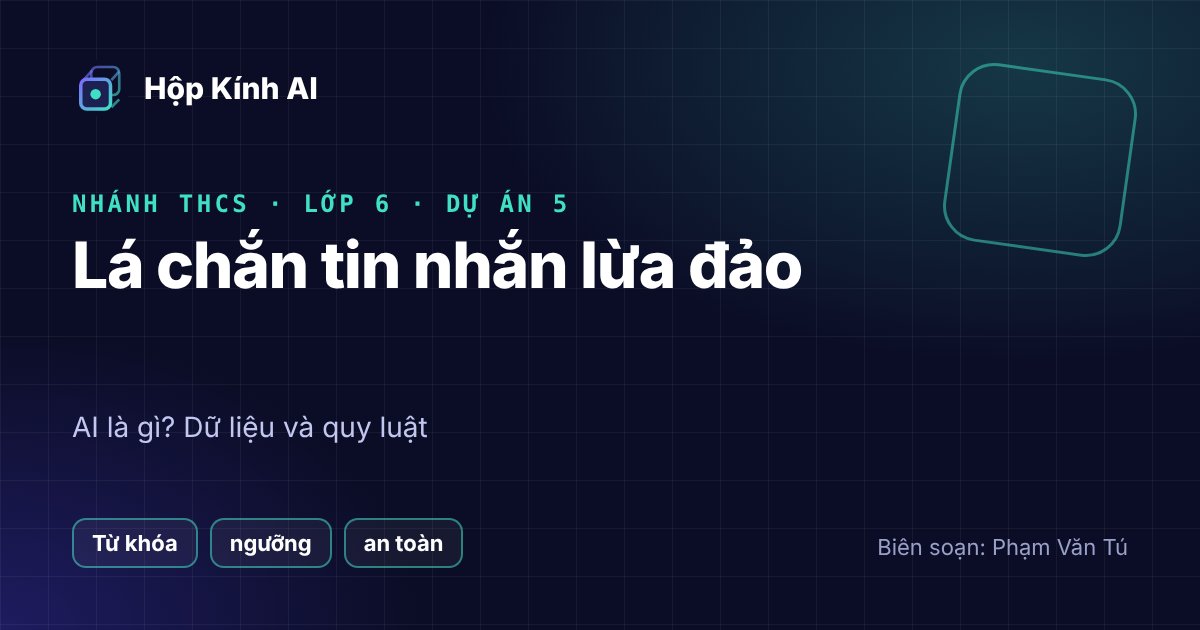 Hộp Kính AI
NHÁNH THCS · LỚP 6 · DỰ ÁN 5
Lá chắn tin nhắn lừa đảo
AI là gì? Dữ liệu và quy luật
Từ khóa
ngưỡng
an toàn
Biên soạn: Phạm Văn Tú